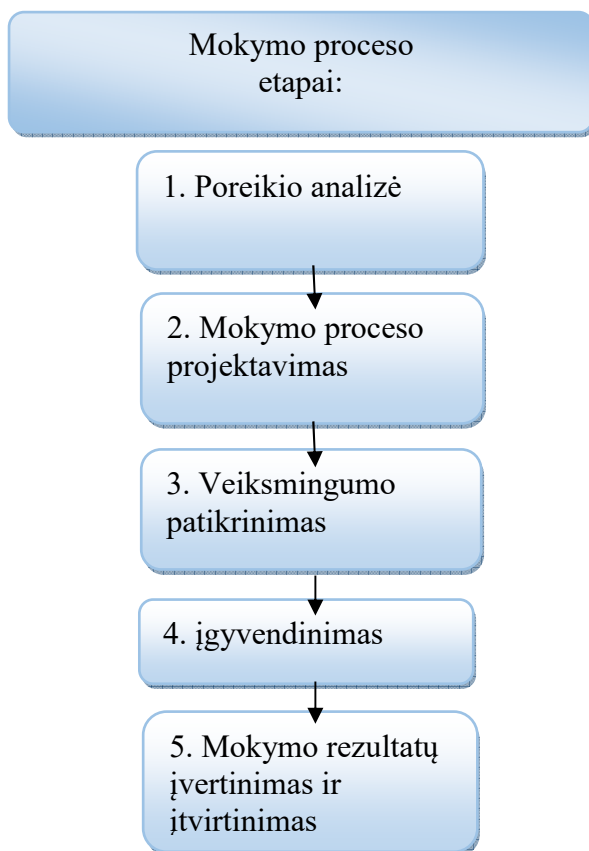 Mokymo proceso
etapai:
1. Poreikio analizė
2. Mokymo proceso
projektavimas
3. Veiksmingumo
patikrinimas
4. įgyvendinimas
5. Mokymo rezultatų
įvertinimas ir
įtvirtinimas